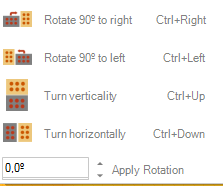 Rotate 90º to right Ctrl+Right
Rotate 90º to left Ctrl+Left
Turn verticality Ctrl+Up
Turn horizontally Ctrl+Down
0,0º Apply Rotation